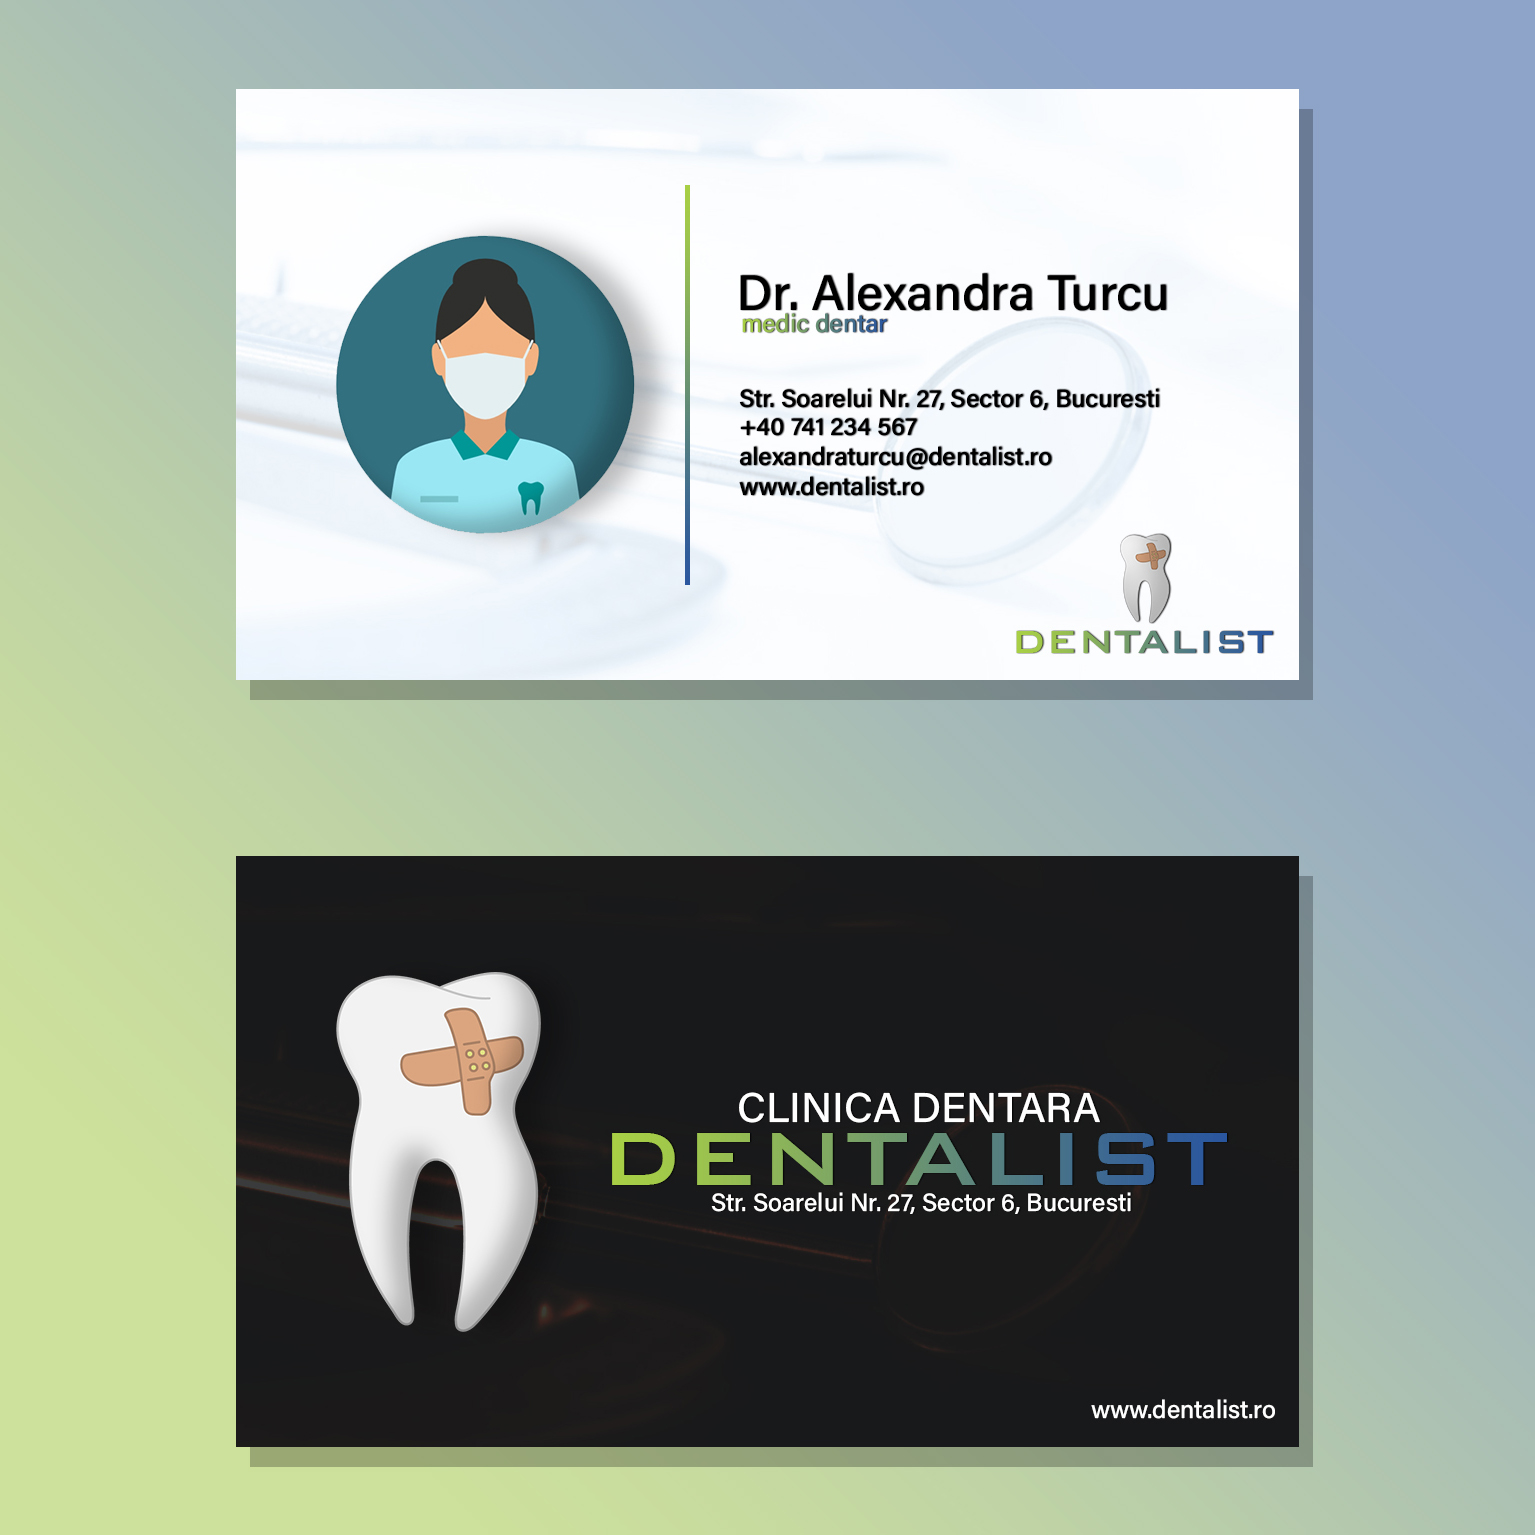 Dr. Alexandra Turcu
medic dentar
Str. Soarelui Nr. 27, Sector 6, Bucuresti
+40 741 234 567
alexandraturcu@dentalist.ro
www.dentalist.ro
DENTALIST
CLINICA DENTARA
DENTALIST
Str. Soarelui Nr. 27, Sector 6, Bucuresti
www.dentalist.ro